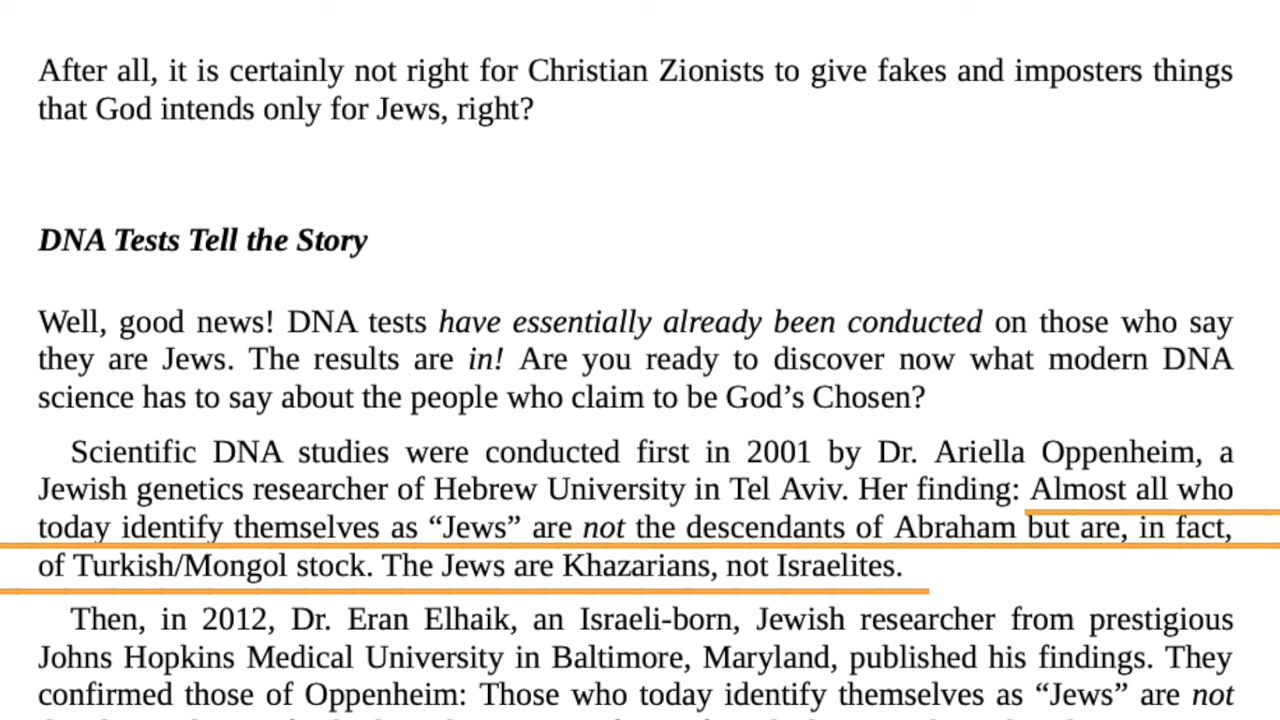 After all, it is certainly not right for Christian Zionists to give fakes and imposters things
that God intends only for Jews, right?
DNA Tests Tell the Story
Well, good news! DNA tests have essentially already been conducted on those who say
they are Jews. The results are in! Are you ready to discover now what modern DNA
science has to say about the people who claim to be God’s Chosen?
Scientific DNA studies were conducted first in 2001 by Dr. Ariella Oppenheim, a
Jewish genetics researcher of Hebrew University in Tel Aviv. Her finding: Almost all who
today identify themselves as “Jews” are not the descendants of Abraham but are, in fact,
of Turkish/Mongol stock. The Jews are Khazarians, not Israelites.
Then, in 2012, Dr. Eran Elhaik, an Israeli-born, Jewish researcher from prestigious
Johns Hopkins Medical University in Baltimore, Maryland, published his findings. They
confirmed those of Oppenheim: Those who today identify themselves as “Jews” are not